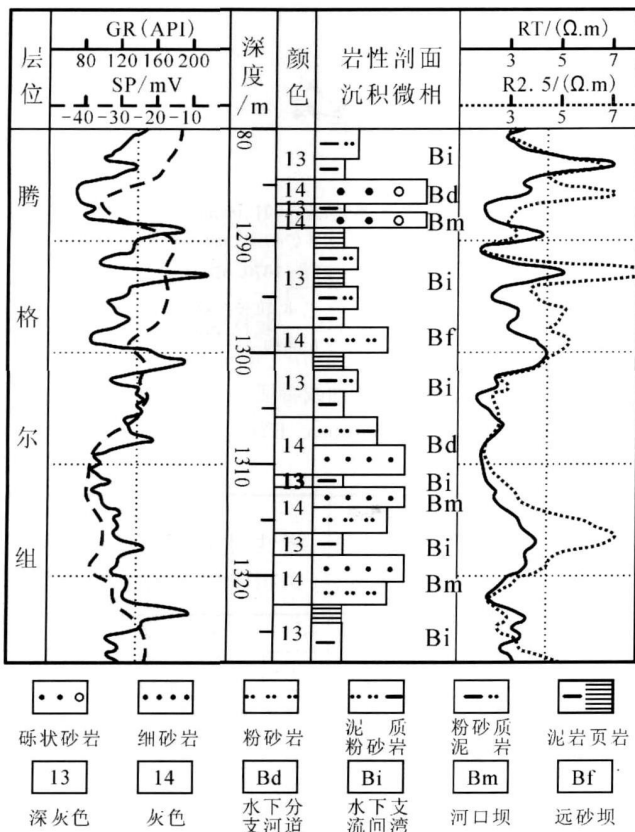 层位
GR(API)
80 120 160 200
SP/mV
-40 -30 -20 -10
深度/m
颜色
岩性剖面
沉积微相
RT/(Ω.m)
3 5 7
R2.5/(Ω.m)
3 5 7
腾格尔组
80
1290
1300
1310
1320
13
14
13
14
13
14
13
14
13
14
13
14
13
Bi
Bd
Bm
Bi
Bf
Bi
Bd
Bi
Bm
Bi
Bm
Bi
砾状砂岩
细砂岩
粉砂岩
泥质
粉砂岩
粉砂质
泥岩
泥岩页岩
13
14
Bd
Bi
Bm
Bf
深灰色
灰色
水下分
支河道
水下支
流间湾
河口坝
远砂坝